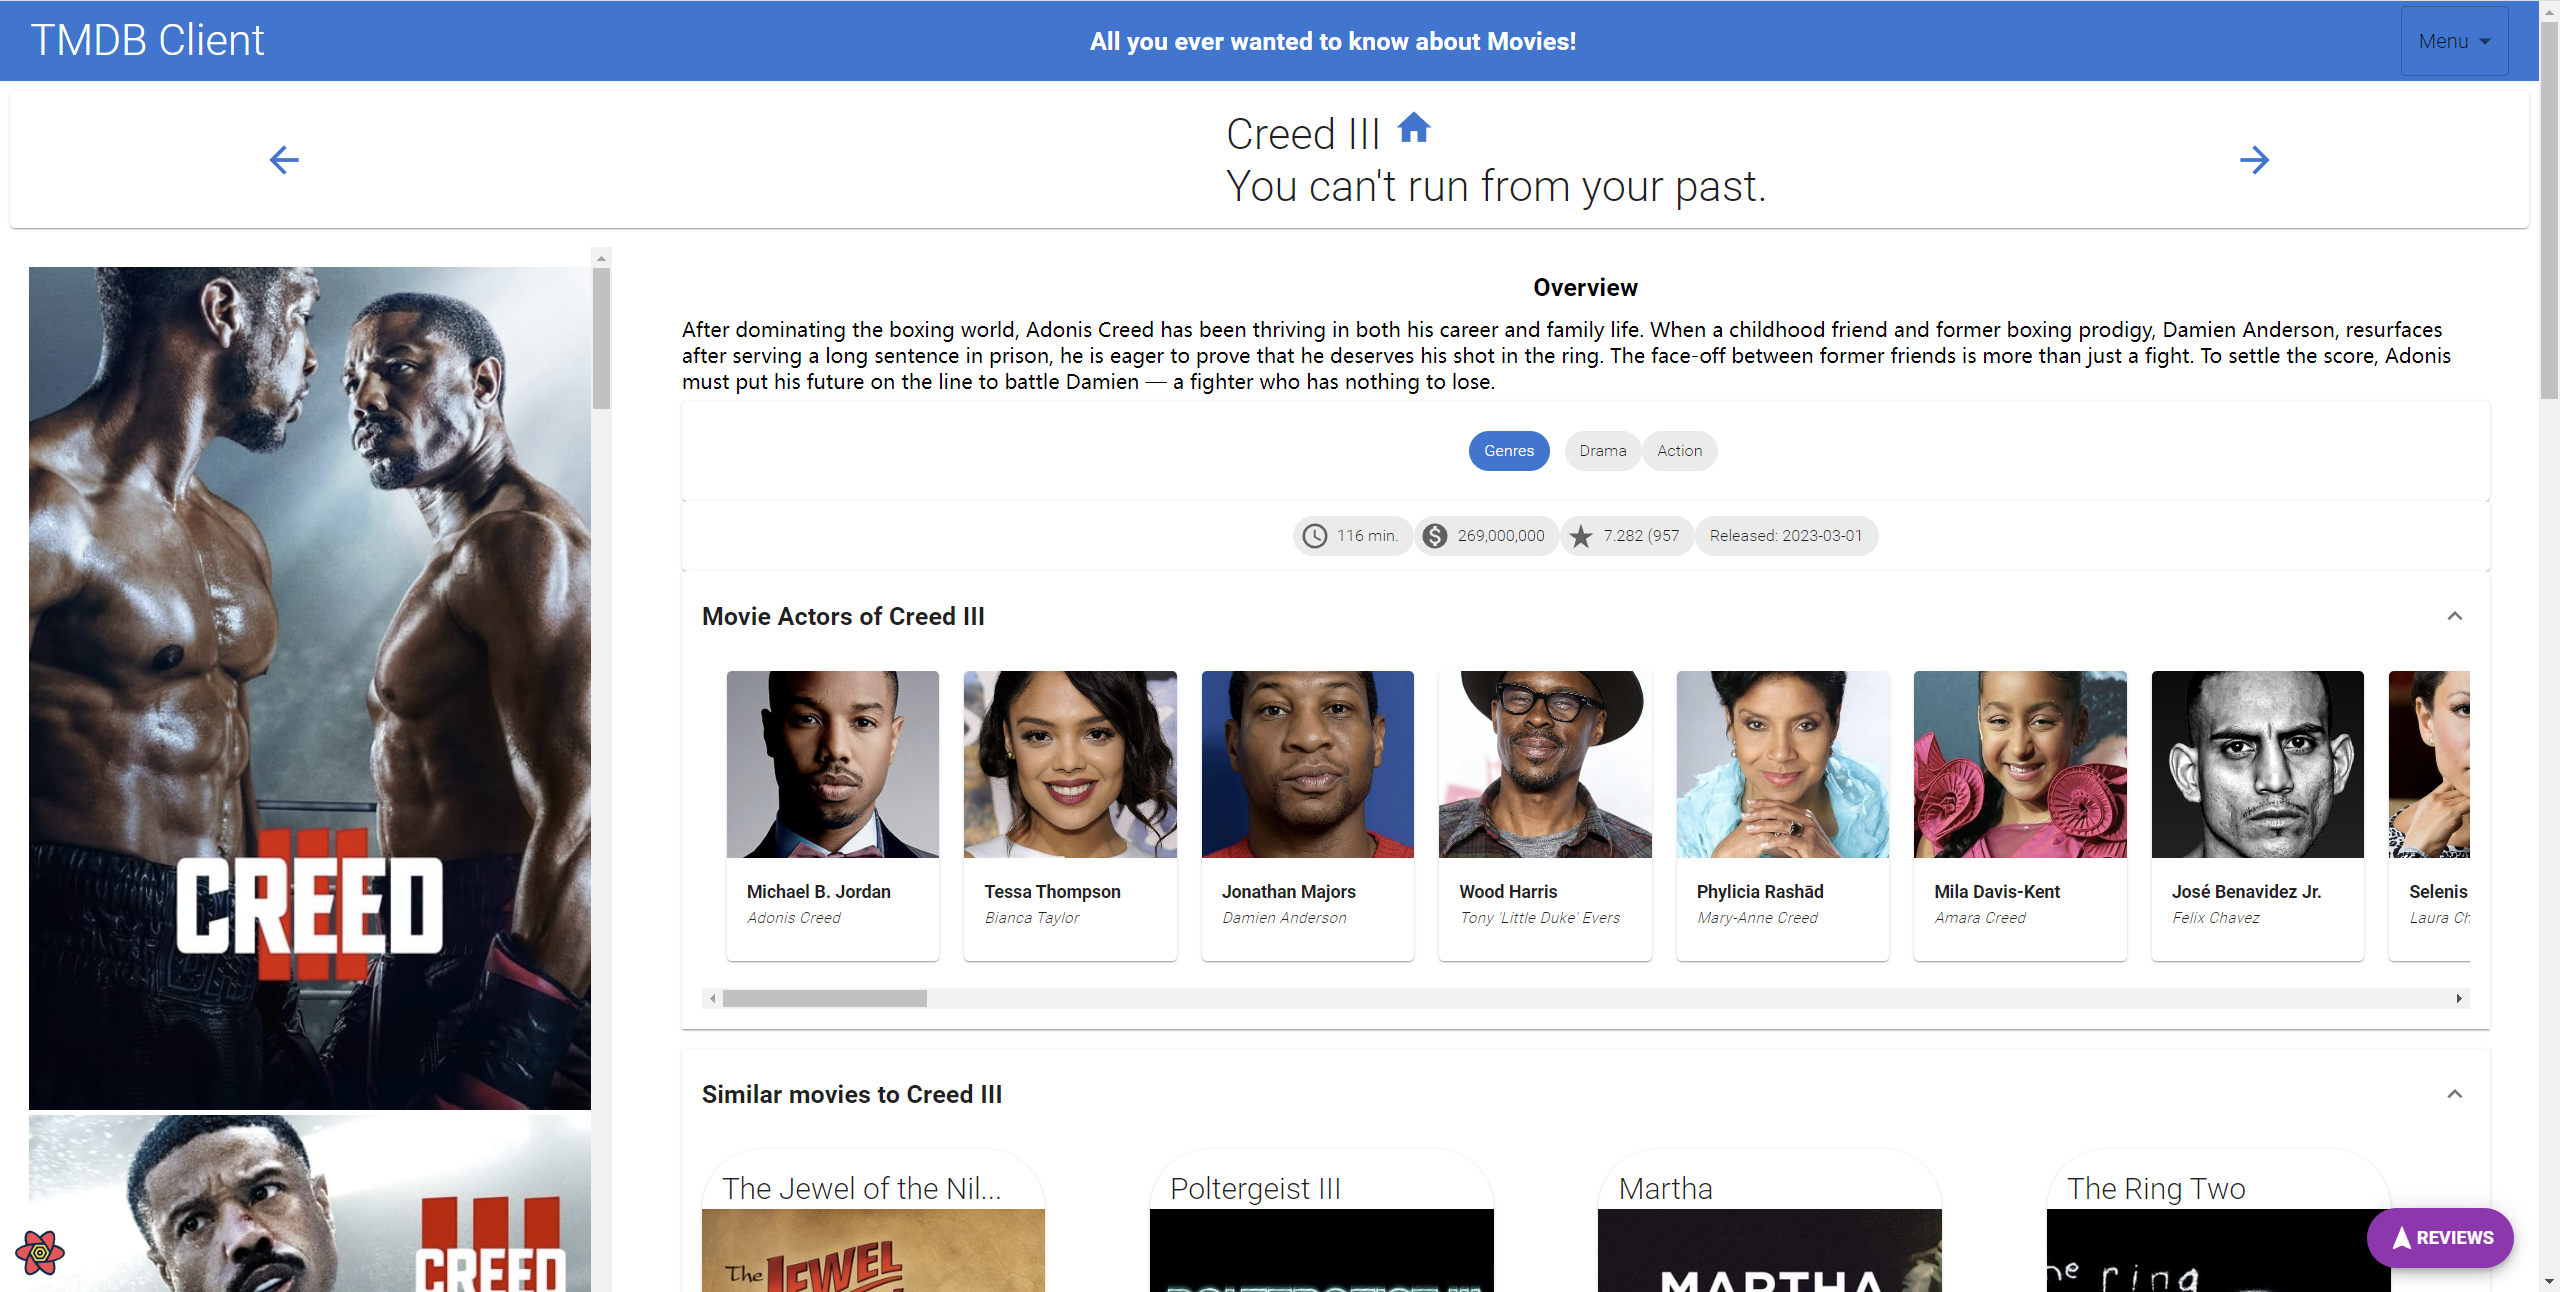 TMDB Client
All you ever wanted to know about Movies!
Menu
Creed III
You can't run from your past.
Overview
After dominating the boxing world, Adonis Creed has been thriving in both his career and family life. When a childhood friend and former boxing prodigy, Damien Anderson, resurfaces
after serving a long sentence in prison, he is eager to prove that he deserves his shot in the ring. The face-off between former friends is more than just a fight. To settle the score, Adonis
must put his future on the line to battle Damien — a fighter who has nothing to lose.
Genres Drama Action
116 min. 269,000,000 7.282 (957 Released: 2023-03-01
Movie Actors of Creed III
Michael B. Jordan
Adonis Creed
Tessa Thompson
Bianca Taylor
Jonathan Majors
Damien Anderson
Wood Harris
Tony 'Little Duke' Evers
Phylicia Rashād
Mary-Anne Creed
Mila Davis-Kent
Amara Creed
José Benavidez Jr.
Felix Chavez
Selenis
Laura Ch
CREED
III
Similar movies to Creed III
The Jewel of the Nil...
Poltergeist III
Martha
The Ring Two
The JEWEL
POLTERGEIST III
MARTHA
he ring
III
CREED
REVIEWS